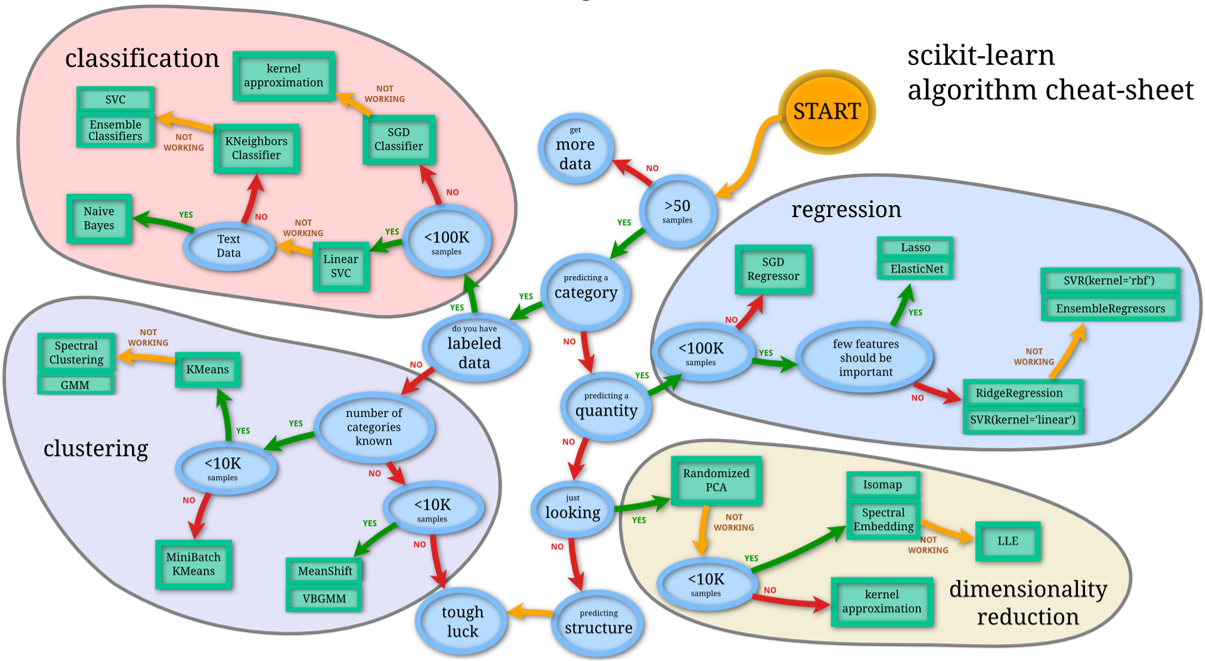 scikit-learn
algorithm cheat-sheet
START
get
more
data
NO
>50
samples
YES
predicting a
category
YES
NO
do you have
labeled
data
YES
NO
classification
kernel
approximation
NOT
WORKING
SVC
Ensemble
Classifiers
NOT
WORKING
KNeighbors
Classifier
SGD
Classifier
NO
Naive
Bayes
YES
NO
Text
Data
NOT
WORKING
Linear
SVC
YES
<100K
samples
regression
SGD
Regressor
Lasso
ElasticNet
SVR(kernel='rbf')
EnsembleRegressors
NO
YES
<100K
samples
YES
few features
should be
important
NOT
WORKING
NO
RidgeRegression
SVR(kernel='linear')
predicting a
quantity
YES
NO
clustering
Spectral
Clustering
GMM
NOT
WORKING
KMeans
YES
YES
number of
categories
known
<10K
samples
NO
NO
<10K
samples
YES
NO
MiniBatch
KMeans
MeanShift
VBGMM
just
looking
YES
NO
Randomized
PCA
NOT
WORKING
Isomap
Spectral
Embedding
NOT
WORKING
LLE
YES
<10K
samples
NO
kernel
approximation
dimensionality
reduction
tough
luck
predicting
structure